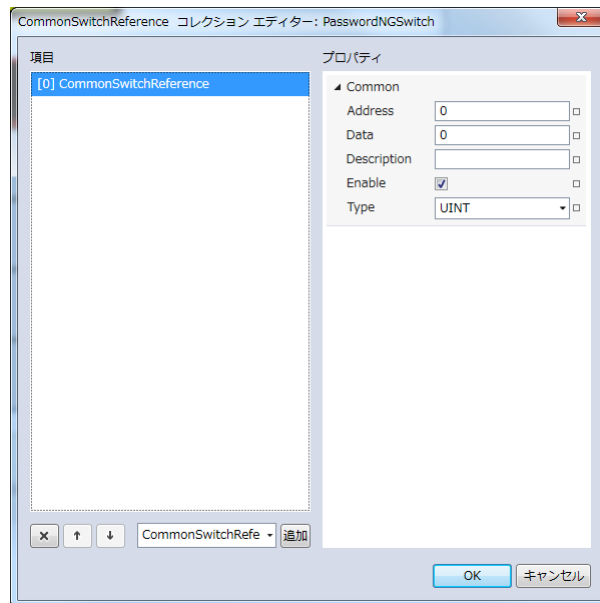 CommonSwitchReference コレクション エディター: PasswordNGSwitch
項目
[0] CommonSwitchReference
CommonSwitchRefe
追加
プロパティ
Common
Address 0
Data 0
Description
Enable
Type UINT
OK
キャンセル